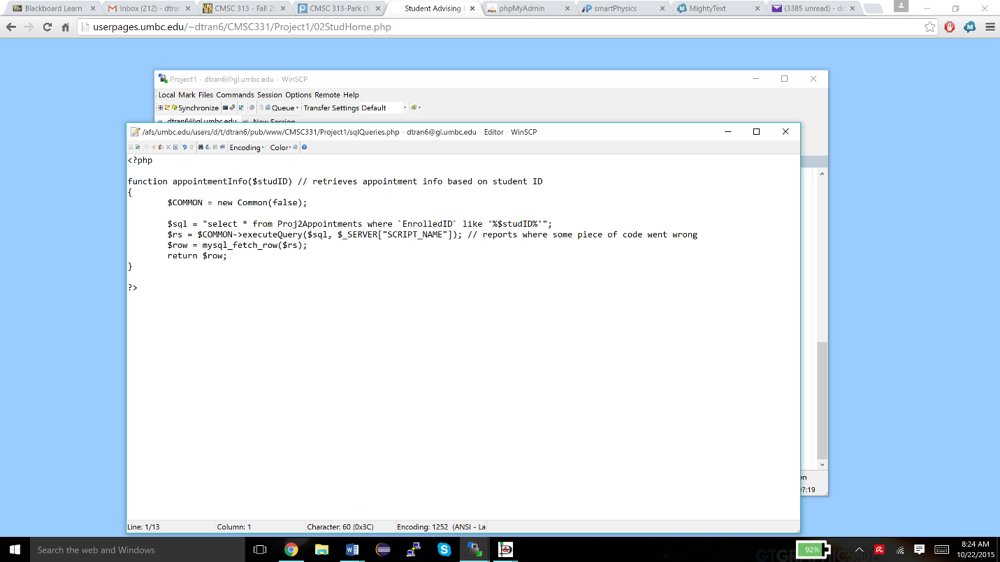 Blackboard Learn
Inbox (212) - dtran
CMSC 313 - Fall 20
CMSC 313-Park (1
Student Advising
phpMyAdmin
smartPhysics
MightyText
(3385 unread) - dc
userpages.umbc.edu/~dtran6/CMSC331/Project1/02StudHome.php
Project1 - dtran6@gl.umbc.edu - WinSCP
Local Mark Files Commands Session Options Remote Help
Synchronize Queue Transfer Settings Default
dtran6@gl.umbc.edu New Session
/afs/umbc.edu/users/d/t/dtran6/pub/www/CMSC331/Project1/sqlQueries.php - dtran6@gl.umbc.edu - Editor - WinSCP
Encoding Color
<?php
function appointmentInfo($studID) // retrieves appointment info based on student ID
{
$COMMON = new Common(false);
$sql = "select * from Proj2Appointments where `EnrolledID` like '%$studID%'";
$rs = $COMMON->executeQuery($sql, $_SERVER["SCRIPT_NAME"]); // reports where some piece of code went wrong
$row = mysql_fetch_row($rs);
return $row;
}
?>
en
7:19
Line: 1/13 Column: 1 Character: 60 (0x3C) Encoding: 1252 (ANSI - La
Search the web and Windows
92%
8:24 AM
10/22/2015